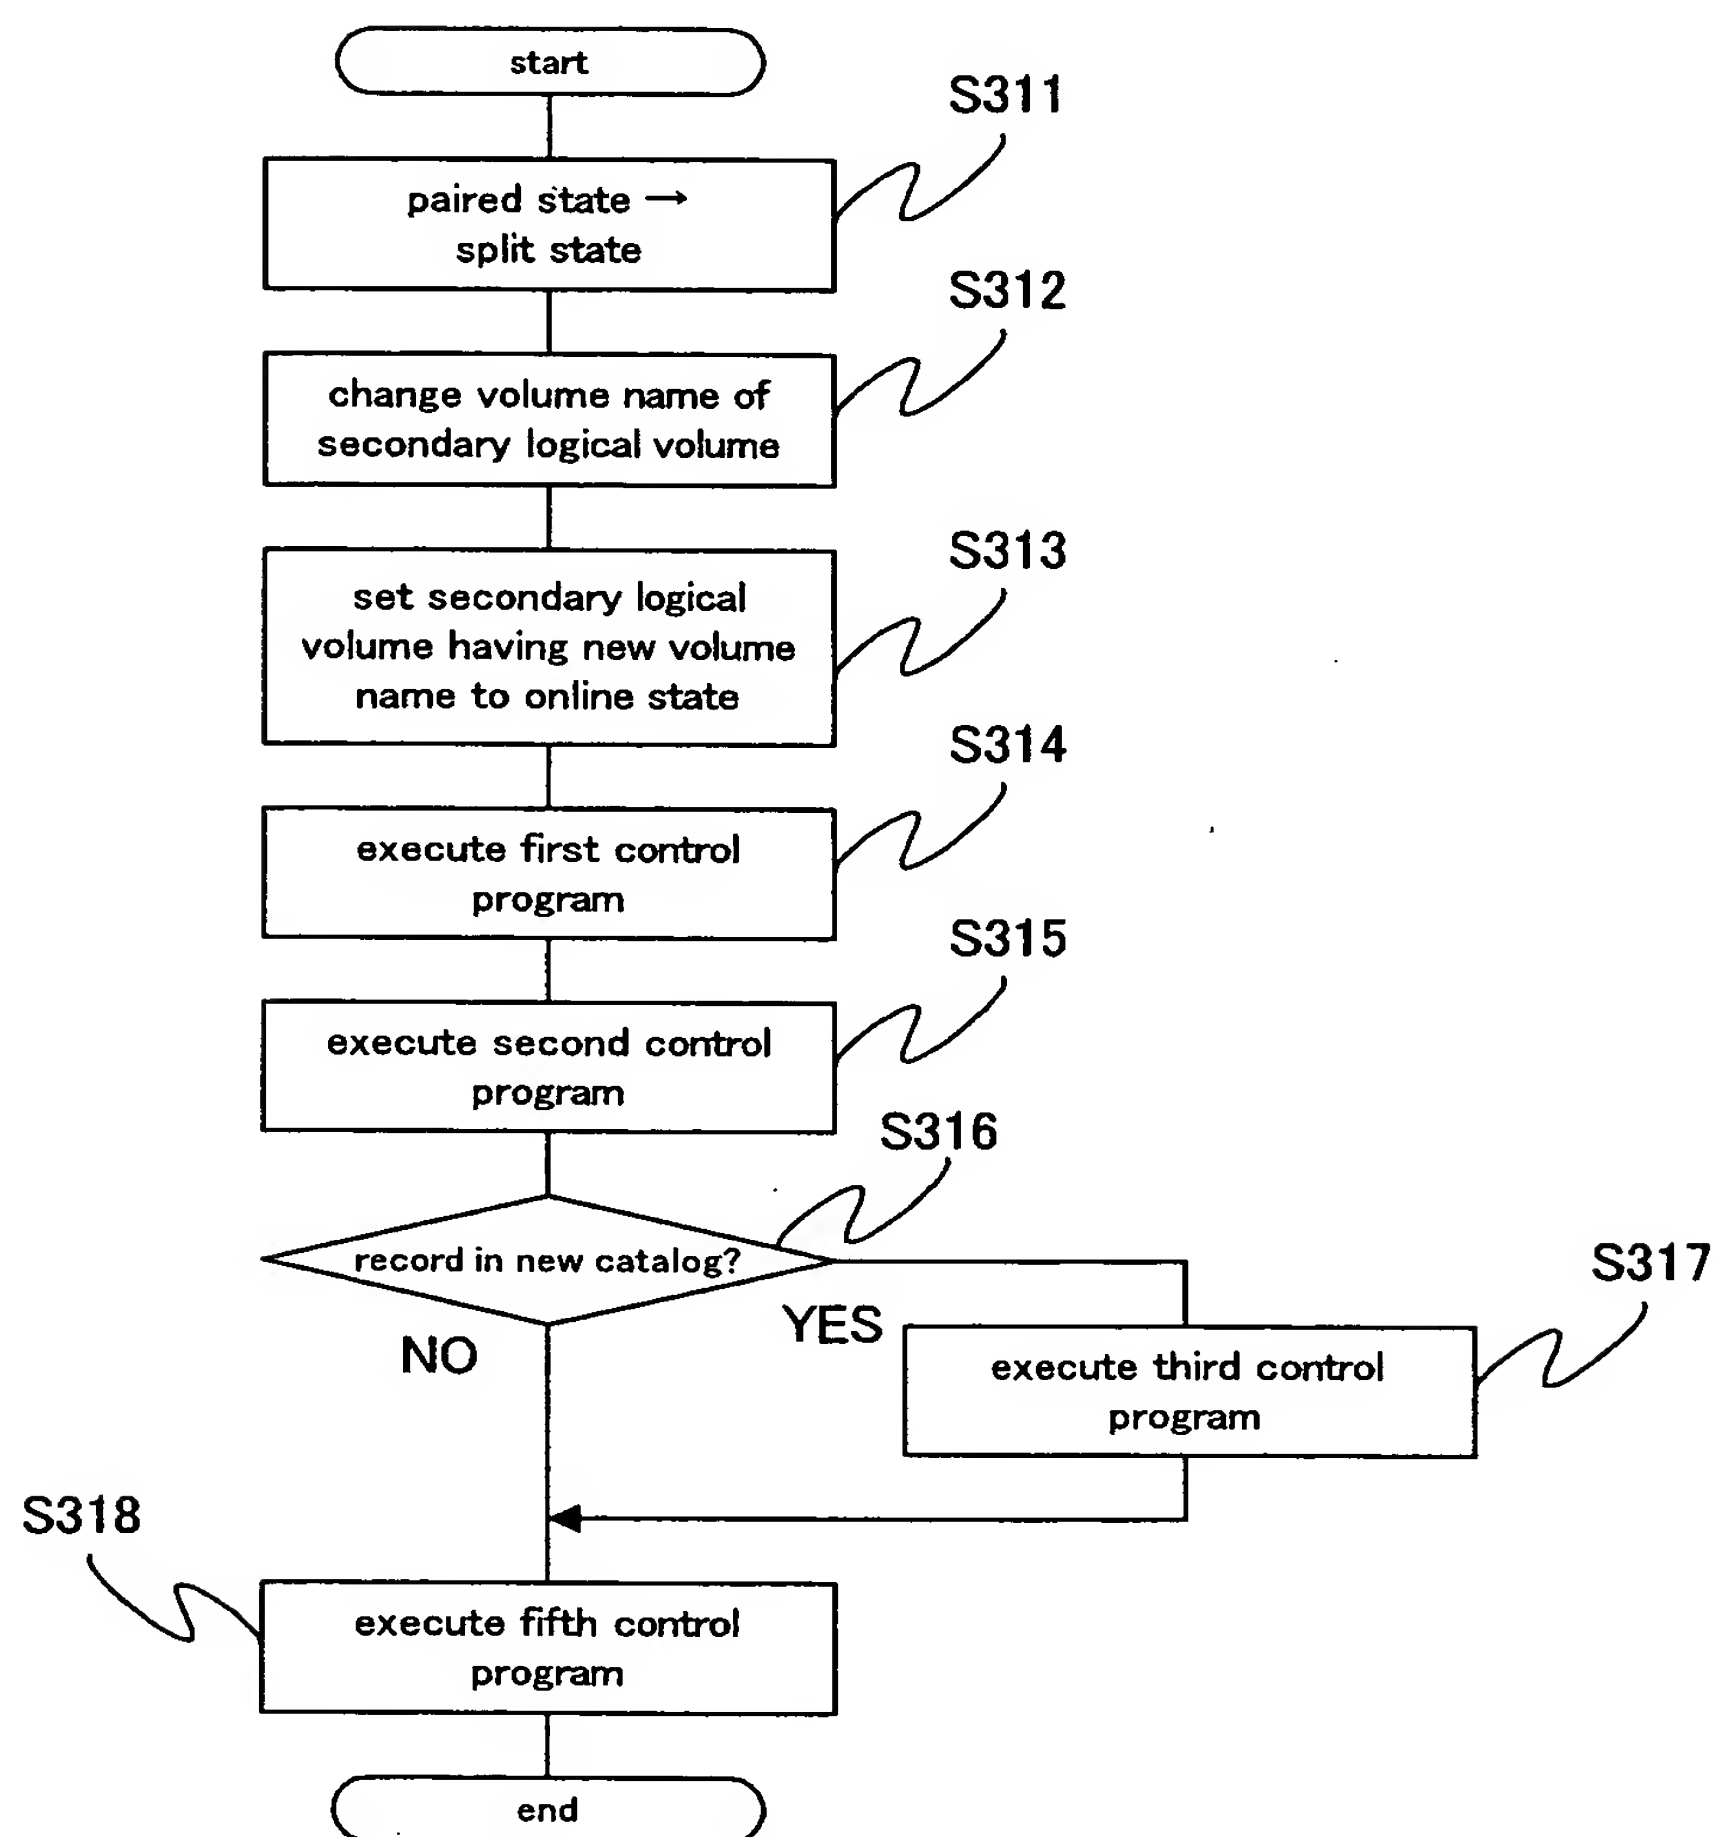 start
S311
paired state →
split state
S312
change volume name of
secondary logical volume
S313
set secondary logical
volume having new volume
name to online state
S314
execute first control
program
S315
execute second control
program
S316
record in new catalog?
YES
NO
S317
execute third control
program
S318
execute fifth control
program
end